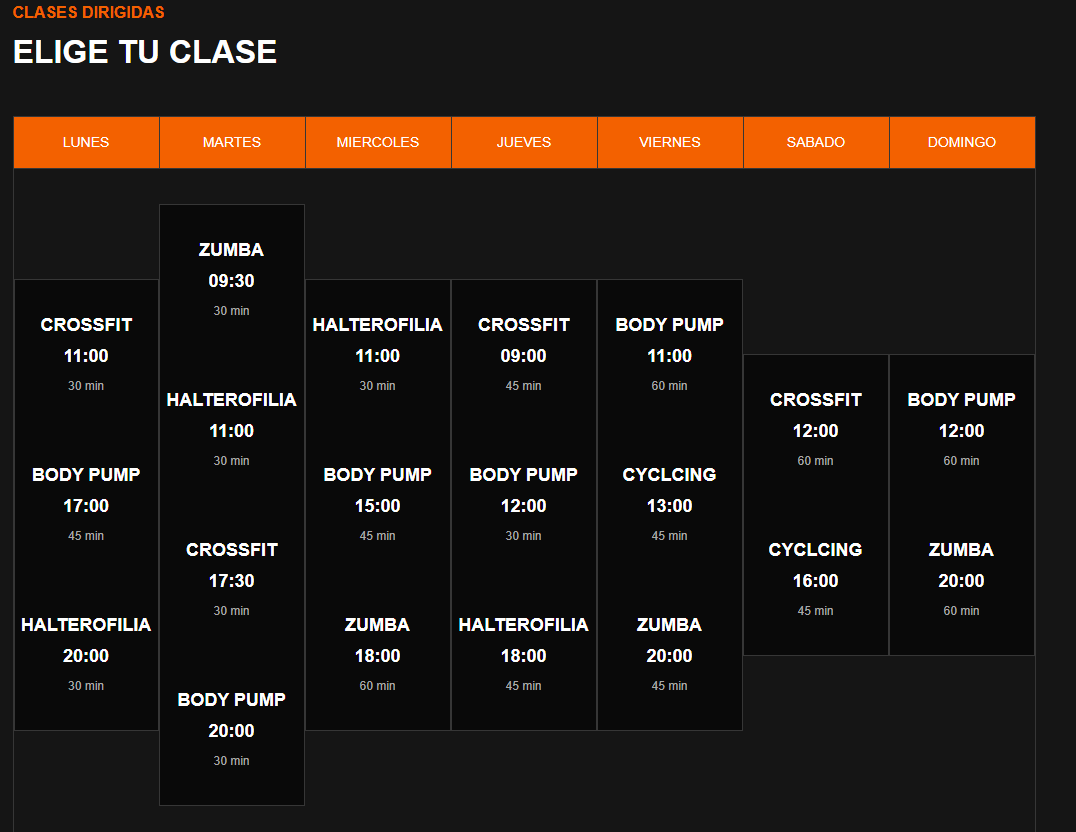 CLASES DIRIGIDAS
ELIGE TU CLASE
LUNES MARTES MIERCOLES JUEVES VIERNES SABADO DOMINGO
CROSSFIT
11:00
30 min
BODY PUMP
17:00
45 min
HALTEROFILIA
20:00
30 min
ZUMBA
09:30
30 min
HALTEROFILIA
11:00
30 min
CROSSFIT
17:30
30 min
BODY PUMP
20:00
30 min
HALTEROFILIA
11:00
30 min
BODY PUMP
15:00
45 min
ZUMBA
18:00
60 min
CROSSFIT
09:00
45 min
BODY PUMP
12:00
30 min
HALTEROFILIA
18:00
45 min
BODY PUMP
11:00
60 min
CYCLCING
13:00
45 min
ZUMBA
20:00
45 min
CROSSFIT
12:00
60 min
CYCLCING
16:00
45 min
BODY PUMP
12:00
60 min
ZUMBA
20:00
60 min